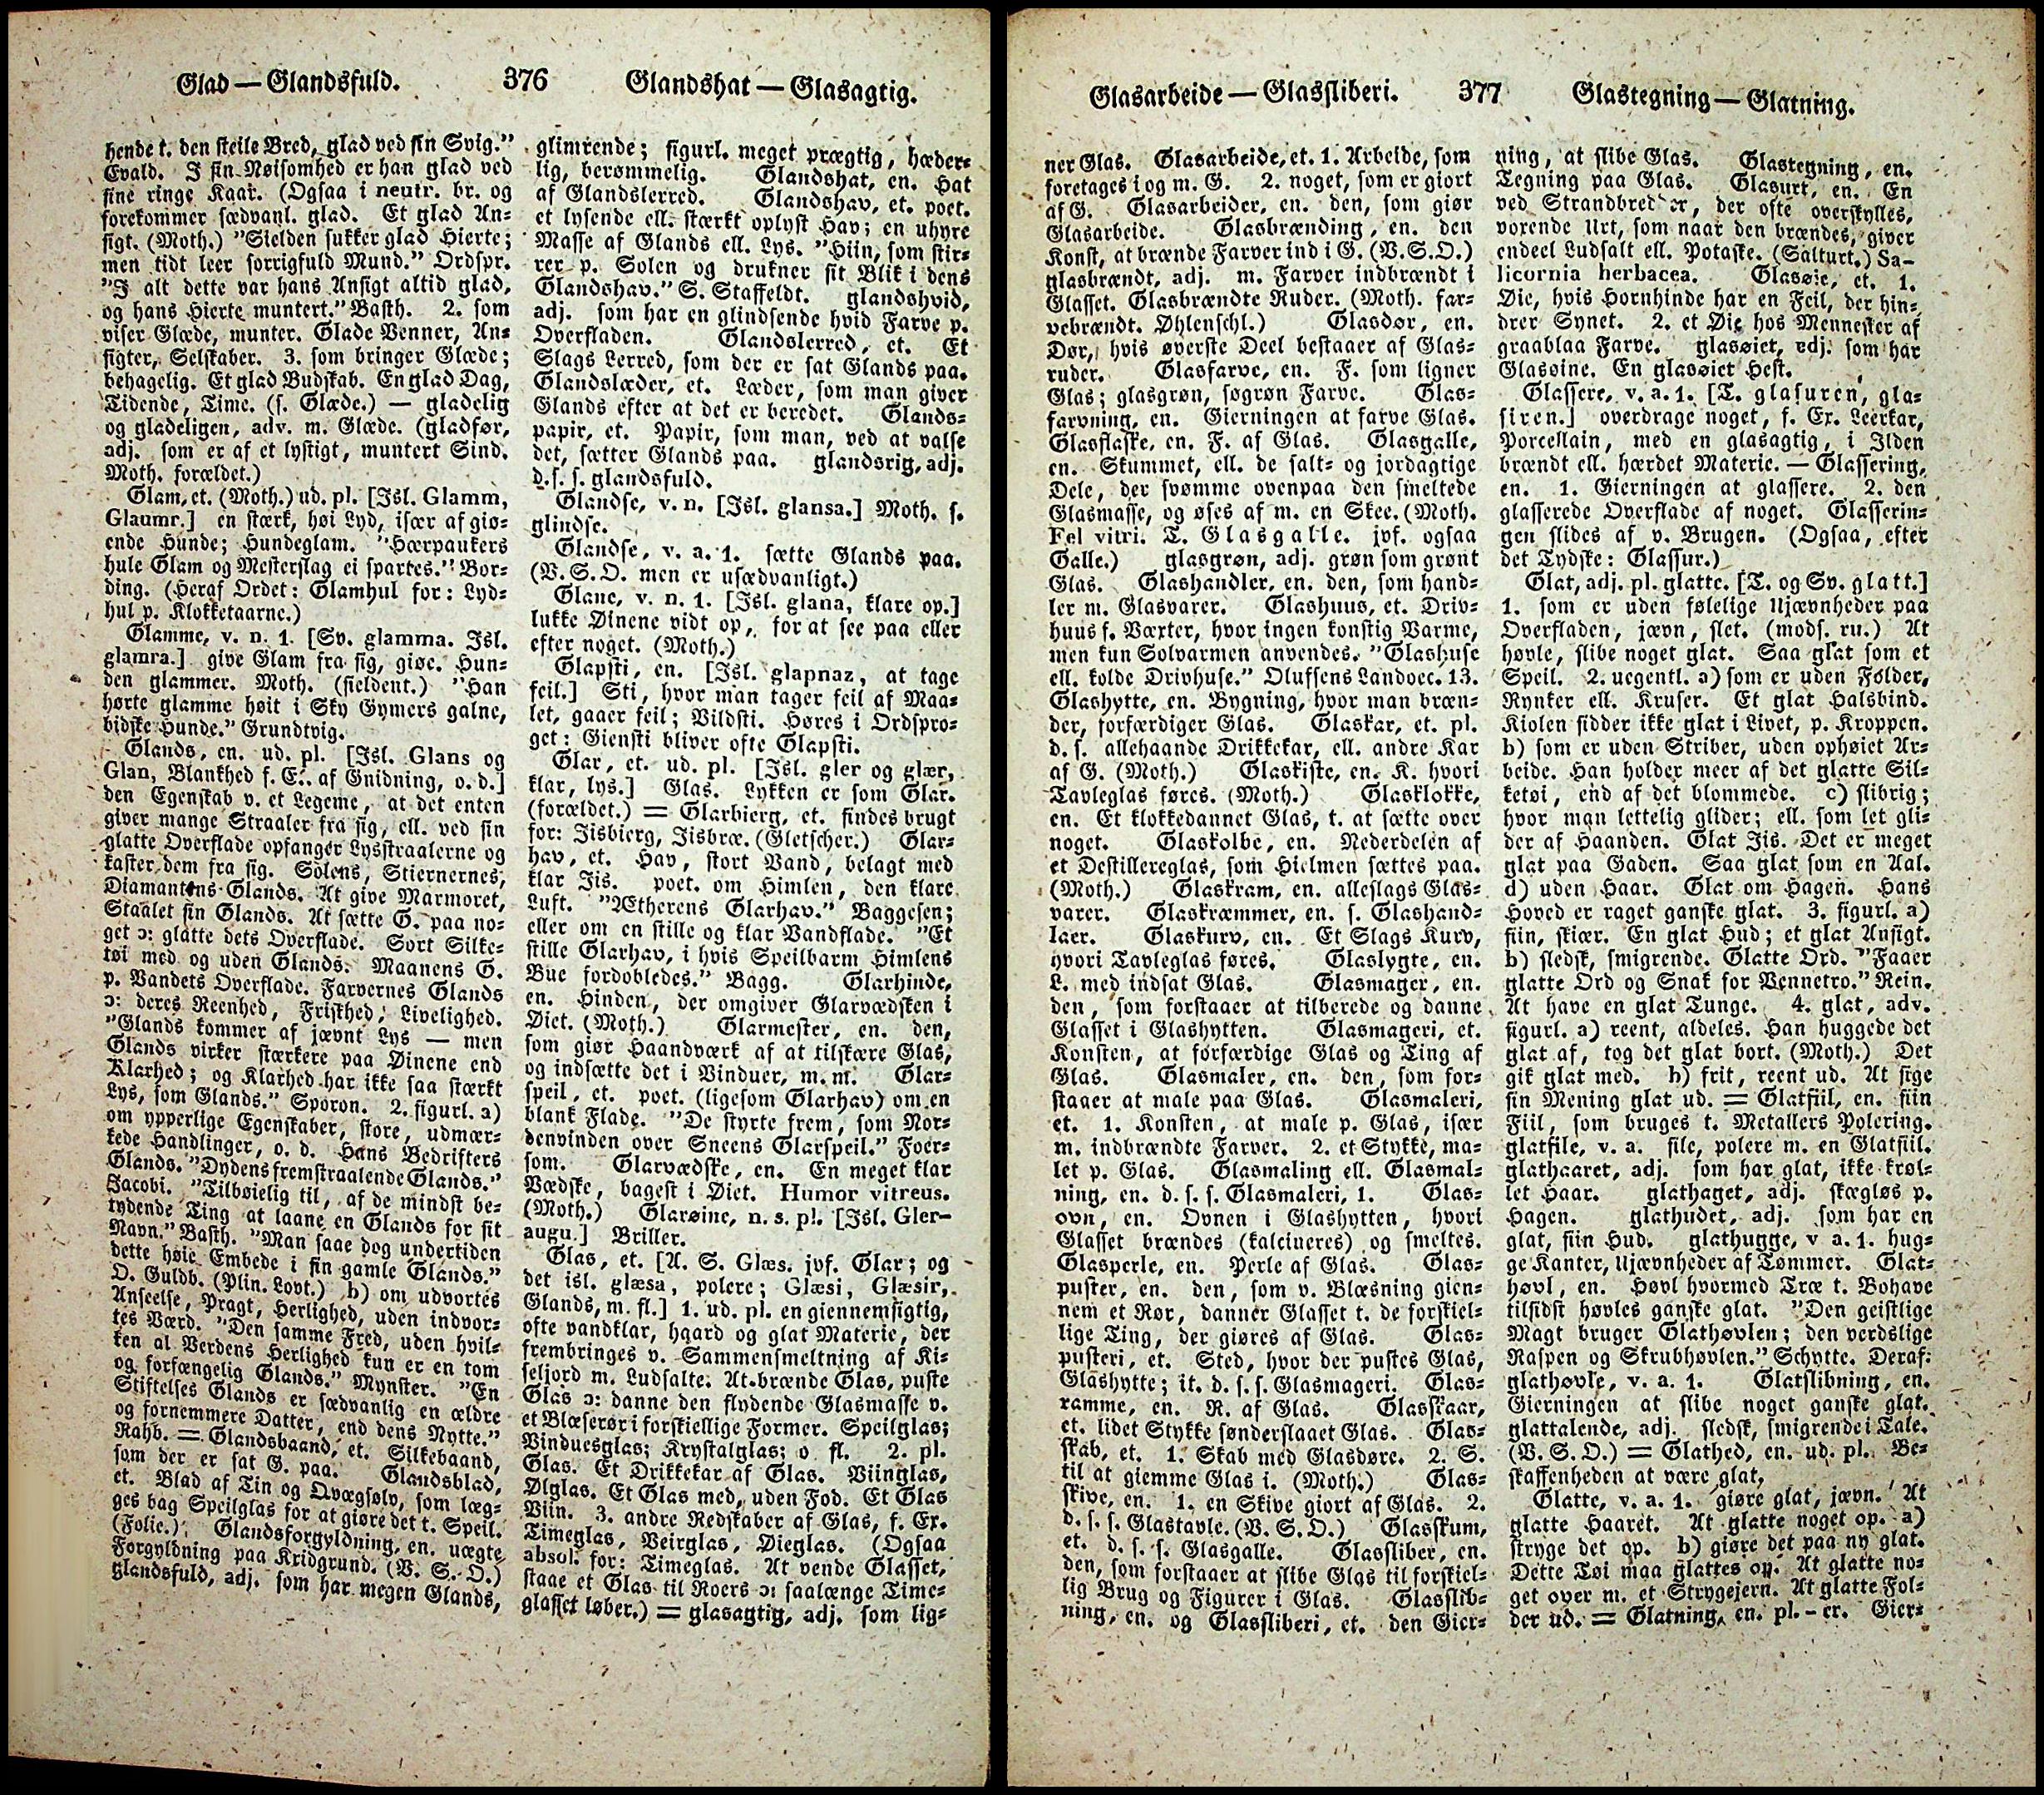 Glad — Glandsfuld. 376 Glandshat — Glasagtig.
hende t. den steile Bred, glad ved sin Svig."
Evald. I sin Nøisomhed er han glad ved
sine ringe Kaar. (Ogsaa i neutr. br. og
forekommer sædvanl. glad. Et glad An-
sigt. (Moth.) "Sielden sukker glad Hierte;
men tidt leer sorrigfuld Mund." Ordspr.
"I alt dette var hans Ansigt altid glad,
og hans Hierte muntert." Basth. 2. som
viser Glæde, munter. Glade Venner, An-
sigter, Selskaber. 3. som bringer Glæde;
behagelig. Et glad Budskab. En glad Dag,
Tidende, Time. (s. Glæde.) — gladelig
og gladeligen, adv. m. Glæde. (gladfør,
adj. som er af et lystigt, muntert Sind.
Moth. forældet.)
Glam, et. (Moth.) ud. pl. [Isl. Glamm,
Glaumr.] en stærk, høi Lyd, især af giø-
ende Hunde; Hundeglam. "Hærpaukers
hule Glam og Mesterslag ei spartes." Bor-
ding. (Heraf Ordet: Glamhul for: Lyd-
hul p. Klokketaarne.)
Glamme, v. n. 1. [Sv. glamma. Isl.
glamra.] give Glam fra sig, giøe. Hun-
den glammer. Moth. (sieldent.) "Han
hørte glamme høit i Sky Gymers galne,
bidske Hunde." Grundtvig.
Glands, en. ud. pl. [Isl. Glans og
Glan, Blankhed f. Ex. af Gnidning, o. d.]
den Egenskab v. et Legeme, at det enten
giver mange Straaler fra sig, ell. ved sin
glatte Overflade opfanger Lysstraalerne og
kaster dem fra sig. Solens, Stiernernes,
Diamantens Glands. At give Marmoret,
Staalet sin Glands. At sætte G. paa no-
get ɔ: glatte dets Overflade. Sort Silke-
tøi med og uden Glands. Maanens G.
p. Vandets Overflade. Farvernes Glands
ɔ: deres Reenhed, Friskhed, Livelighed.
"Glands kommer af jævnt Lys — men
Glands virker stærkere paa Øinene end
Klarhed; og Klarhed har ikke saa stærkt
Lys, som Glands." Sporon. 2. figurl. a)
om ypperlige Egenskaber, store, udmær-
kede Handlinger, o. d. Hans Bedrifters
Glands. "Dydens fremstraalende Glands."
Jacobi. "Tilbøielig til, af de mindst be-
tydende Ting at laane en Glands for sit
Navn." Basth. "Man saae dog undertiden
dette høie Embede i sin gamle Glands."
O. Guldb. (Plin. Lovt.) b) om udvortes
Anseelse, Pragt, Herlighed, uden indvor-
tes Værd. "Den samme Fred, uden hvil-
ken al Verdens Herlighed kun er en tom
og forfængelig Glands." Mynster. "En
Stiftelses Glands er sædvanlig en ældre
og fornemmere Datter, end dens Nytte."
Rahb. = Glandsbaand, et. Silkebaand,
som der er sat G. paa. Glandsblad,
et. Blad af Tin og Qvægsølv, som læg-
ges bag Speilglas for at giøre det t. Speil.
(Folie.) Glandsforgyldning, en. uægte
Forgyldning paa Kridgrund. (V. S. O.)
glandsfuld, adj. som har megen Glands,
glimrende; figurl. meget prægtig, hæder-
lig, berømmelig. Glandshat, en. Hat
af Glandslerred. Glandshav, et. poet.
et lysende ell. stærkt oplyst Hav; en uhyre
Masse af Glands ell. Lys. "Hiin, som stir-
rer p. Solen og drukner sit Blik i dens
Glandshav." S. Staffeldt. glandshvid,
adj. som har en glindsende hvid Farve p.
Overfladen. Glandslerred, et. Et
Slags Lerred, som der er sat Glands paa.
Glandslæder, et. Læder, som man giver
Glands efter at det er beredet. Glands-
papir, et. Papir, som man, ved at valse
det, sætter Glands paa. glandsrig, adj.
d. s. s. glandsfuld.
Glandse, v. n. [Isl. glansa.] Moth. s.
glindse.
Glandse, v. a. 1. sætte Glands paa.
(V. S. O. men er usædvanligt.)
Glane, v. n. 1. [Isl. glana, klare op.]
lukke Øinene vidt op, for at see paa eller
efter noget. (Moth.)
Glapsti, en. [Isl. glapnaz, at tage
feil.] Sti, hvor man tager feil af Maa-
let, gaaer feil; Vildsti. Høres i Ordspro-
get: Giensti bliver ofte Glapsti.
Glar, et. ud. pl. [Isl. gler og glær,
klar, lys.] Glas. Lykken er som Glar.
(forældet.) = Glarbierg, et. findes brugt
for: Iisbierg, Iisbræ. (Gletscher.) Glar-
hav, et. Hav, stort Vand, belagt med
klar Iis. poet. om Himlen, den klare
Luft. "Ætherens Glarhav." Baggesen;
eller om en stille og klar Vandflade. "Et
stille Glarhav, i hvis Speilbarm Himlens
Bue fordobledes." Bagg. Glarhinde,
en. Hinden, der omgiver Glarvædsken i
Øiet. (Moth.) Glarmester, en. den,
som giør Haandværk af at tilskære Glas,
og indsætte det i Vinduer, m. m. Glar-
speil, et. poet. (ligesom Glarhav) om en
blank Flade. "De styrte frem, som Nor-
denvinden over Sneens Glarspeil." Foer-
som. Glarvædske, en. En meget klar
Vædske, bagest i Øiet. Humor vitreus.
(Moth.) Glarøine, n. s. pl. [Isl. Gler-
augu.] Briller.
Glas, et. [A. S. Glæs. jvf. Glar; og
det isl. glæsa, polere; Glæsi, Glæsir,
Glands, m. fl.] 1. ud. pl. en giennemsigtig,
ofte vandklar, haard og glat Materie, der
frembringes v. Sammensmeltning af Ki-
seljord m. Ludsalte. At brænde Glas, puste
Glas ɔ: danne den flydende Glasmasse v.
et Blæserør i forskiellige Former. Speilglas;
Vinduesglas; Krystalglas; o. fl. 2. pl.
Glas. Et Drikkekar af Glas. Viinglas,
Ølglas. Et Glas med, uden Fod. Et Glas
Viin. 3. andre Redskaber af Glas, f. Ex.
Timeglas, Veirglas, Øieglas. (Ogsaa
absol. for: Timeglas. At vende Glasset,
staae et Glas til Roers ɔ: saalænge Time-
glasset løber.) = glasagtig, adj. som lig-
Glasarbeide — Glassliberi. 377 Glastegning — Glatning.
ner Glas. Glasarbeide, et. 1. Arbeide, som
foretages i og m. G. 2. noget, som er giort
af G. Glasarbeider, en. den, som giør
Glasarbeide. Glasbrænding, en. den
Konst, at brænde Farver ind i G. (V. S. O.)
glasbrændt, adj. m. Farver indbrændt i
Glasset. Glasbrændte Ruder. (Moth. far-
vebrændt. Øhlenschl.) Glasdør, en.
Dør, hvis øverste Deel bestaaer af Glas-
ruder. Glasfarve, en. F. som ligner
Glas; glasgrøn, søgrøn Farve. Glas-
farvning, en. Gierningen at farve Glas.
Glasflaske, en. F. af Glas. Glasgalle,
en. Skummet, ell. de salt- og jordagtige
Dele, der svømme ovenpaa den smeltede
Glasmasse, og øses af m. en Skee. (Moth.
Fel vitri. T. Glasgalle. jvf. ogsaa
Galle.) glasgrøn, adj. grøn som grønt
Glas. Glashandler, en. den, som hand-
ler m. Glasvarer. Glashuus, et. Driv-
huus f. Væxter, hvor ingen konstig Varme,
men kun Solvarmen anvendes. "Glashuse
ell. kolde Drivhuse." Olufsens Landoec. 13.
Glashytte, en. Bygning, hvor man bræn-
der, forfærdiger Glas. Glaskar, et. pl.
d. s. allehaande Drikkekar, ell. andre Kar
af G. (Moth.) Glaskiste, en. K. hvori
Tavleglas føres. (Moth.) Glasklokke,
en. Et klokkedannet Glas, t. at sætte over
noget. Glaskolbe, en. Nederdelen af
et Destillereglas, som Hielmen sættes paa.
(Moth.) Glaskram, en. alleslags Glas-
varer. Glaskræmmer, en. s. Glashand-
laer. Glaskurv, en. Et Slags Kurv,
hvori Tavleglas føres. Glaslygte, en.
L. med indsat Glas. Glasmager, en.
den, som forstaaer at tilberede og danne
Glasset i Glashytten. Glasmageri, et.
Konsten, at forfærdige Glas og Ting af
Glas. Glasmaler, en. den, som for-
staaer at male paa Glas. Glasmaleri,
et. 1. Konsten, at male p. Glas, især
m. indbrændte Farver. 2. et Stykke, ma-
let p. Glas. Glasmaling ell. Glasmal-
ning, en. d. s. s. Glasmaleri, 1. Glas-
ovn, en. Ovnen i Glashytten, hvori
Glasset brændes (kalcineres) og smeltes.
Glasperle, en. Perle af Glas. Glas-
puster, en. den, som v. Blæsning gien-
nem et Rør, danner Glasset t. de forskiel-
lige Ting, der giøres af Glas. Glas-
pusteri, et. Sted, hvor der pustes Glas,
Glashytte; it. d. s. s. Glasmageri. Glas-
ramme, en. R. af Glas. Glasskaar,
et. lidet Stykke sønderslaaet Glas. Glas-
skab, et. 1. Skab med Glasdøre. 2. S.
til at giemme Glas i. (Moth.) Glas-
skive, en. 1. en Skive giort af Glas. 2.
d. s. s. Glastavle. (V. S. O.) Glasskum,
et. d. s. s. Glasgalle. Glassliber, en.
den, som forstaaer at slibe Glas til forskiel-
lig Brug og Figurer i Glas. Glasslib-
ning, en. og Glassliberi, et. den Gier-
ning, at slibe Glas. Glastegning, en.
Tegning paa Glas. Glasurt, en. En
ved Strandbredder, der ofte overskylles,
voxende Urt, som naar den brændes, giver
endeel Ludsalt ell. Potaske. (Salturt.) Sa-
licornia herbacea. Glasøie, et. 1.
Øie, hvis Hornhinde har en Feil, der hin-
drer Synet. 2. et Øie hos Mennesker af
graablaa Farve. glasøiet, adj. som har
Glasøine. En glasøiet Hest.
Glassere, v. a. 1. [T. glasuren, gla-
siren.] overdrage noget, f. Ex. Leerkar,
Porcellain, med en glasagtig, i Ilden
brændt ell. hærdet Materie. — Glassering,
en. 1. Gierningen at glassere. 2. den
glasserede Overflade af noget. Glasserin-
gen slides af v. Brugen. (Ogsaa, efter
det Tydske: Glassur.)
Glat, adj. pl. glatte. [T. og Sv. glatt.]
1. som er uden følelige Ujævnheder paa
Overfladen, jævn, slet. (mods. ru.) At
høvle, slibe noget glat. Saa glat som et
Speil. 2. uegentl. a) som er uden Folder,
Rynker ell. Kruser. Et glat Halsbind.
Kiolen sidder ikke glat i Livet, p. Kroppen.
b) som er uden Striber, uden ophøiet Ar-
beide. Han holder meer af det glatte Sil-
ketøi, end af det blommede. c) slibrig;
hvor man lettelig glider; ell. som let gli-
der af Haanden. Glat Iis. Det er meget
glat paa Gaden. Saa glat som en Aal.
d) uden Haar. Glat om Hagen. Hans
Hoved er raget ganske glat. 3. figurl. a)
fiin, skiær. En glat Hud; et glat Ansigt.
b) sledsk, smigrende. Glatte Ord. "Faaer
glatte Ord og Snak for Vennetro." Rein.
At have en glat Tunge. 4. glat, adv.
figurl. a) reent, aldeles. Han huggede det
glat af, tog det glat bort. (Moth.) Det
gik glat med. b) frit, reent ud. At sige
sin Mening glat ud. = Glatfiil, en. fiin
Fiil, som bruges t. Metallers Polering.
glatfile, v. a. file, polere m. en Glatfiil.
glathaaret, adj. som har glat, ikke krøl-
let Haar. glathaget, adj. skægløs p.
Hagen. glathudet, adj. som har en
glat, fiin Hud. glathugge, v a. 1. hug-
ge Kanter, Ujævnheder af Tømmer. Glat-
høvl, en. Høvl hvormed Træ t. Bohave
tilsidst høvles ganske glat. "Den geistlige
Magt bruger Glathøvlen; den verdslige
Raspen og Skrubhøvlen." Schytte. Deraf:
glathøvle, v. a. 1. Glatslibning, en.
Gierningen at slibe noget ganske glat.
glattalende, adj. sledsk, smigrende i Tale.
(V. S. O.) = Glathed, en. ud. pl. Be-
skaffenheden at være glat.
Glatte, v. a. 1. giøre glat, jævn. At
glatte Haaret. At glatte noget op. a)
stryge det op. b) giøre det paa ny glat.
Dette Tøi maa glattes op. At glatte no-
get over m. et Strygejern. At glatte Fol-
der ud. = Glatning, en. pl. - er. Gier-